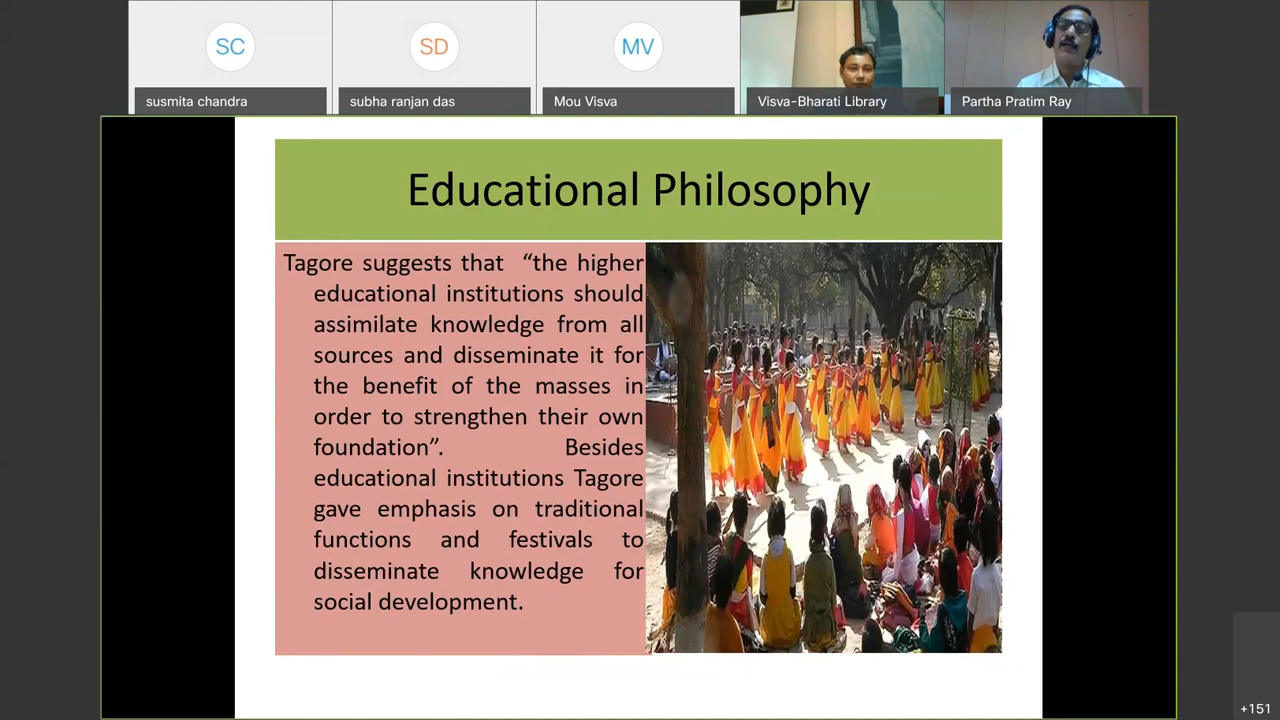 SC
SD
MV
susmita chandra
subha ranjan das
Mou Visva
Visva-Bharati Library
Partha Pratim Ray
Educational Philosophy
Tagore suggests that “the higher
educational institutions should
assimilate knowledge from all
sources and disseminate it for
the benefit of the masses in
order to strengthen their own
foundation”. Besides
educational institutions Tagore
gave emphasis on traditional
functions and festivals to
disseminate knowledge for
social development.
+151